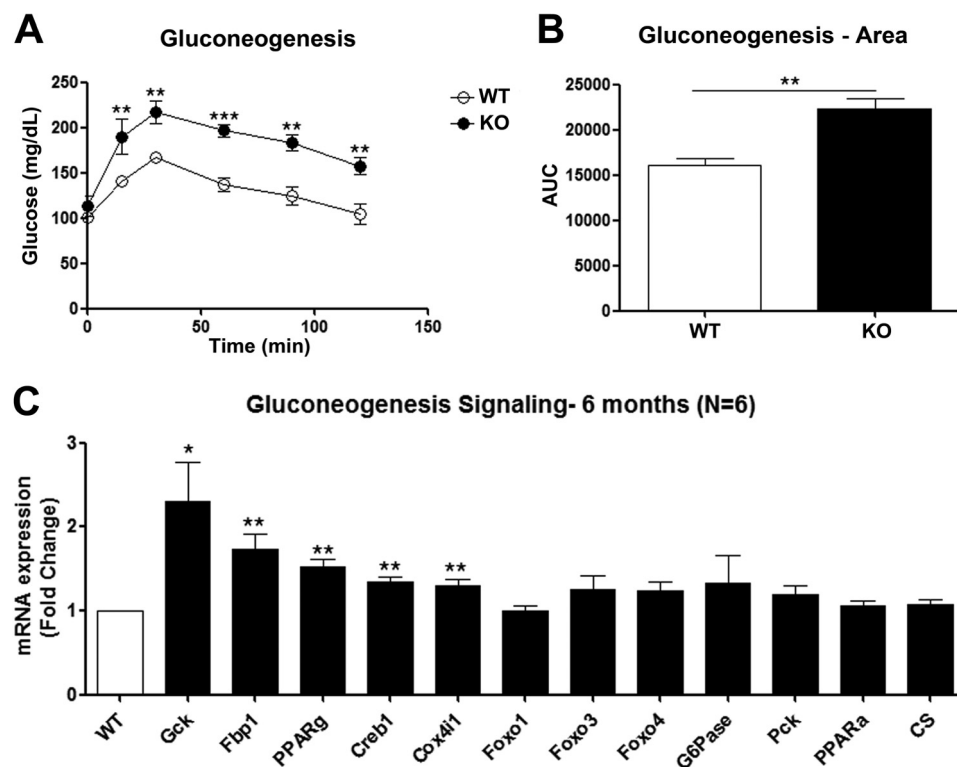 A
Gluconeogenesis
250
200
150
100
50
0
Glucose (mg/dL)
** ** *** ** **
0 50 100 150
Time (min)
WT
KO
B
Gluconeogenesis - Area
25000
20000
15000
10000
5000
0
AUC
**
WT KO
C
Gluconeogenesis Signaling- 6 months (N=6)
3
2
1
0
mRNA expression
(Fold Change)
* ** ** ** **
WT Gck Fbp1 PPARg Creb1 Cox4i1 Foxo1 Foxo3 Foxo4 G6Pase Pck PPARa CS